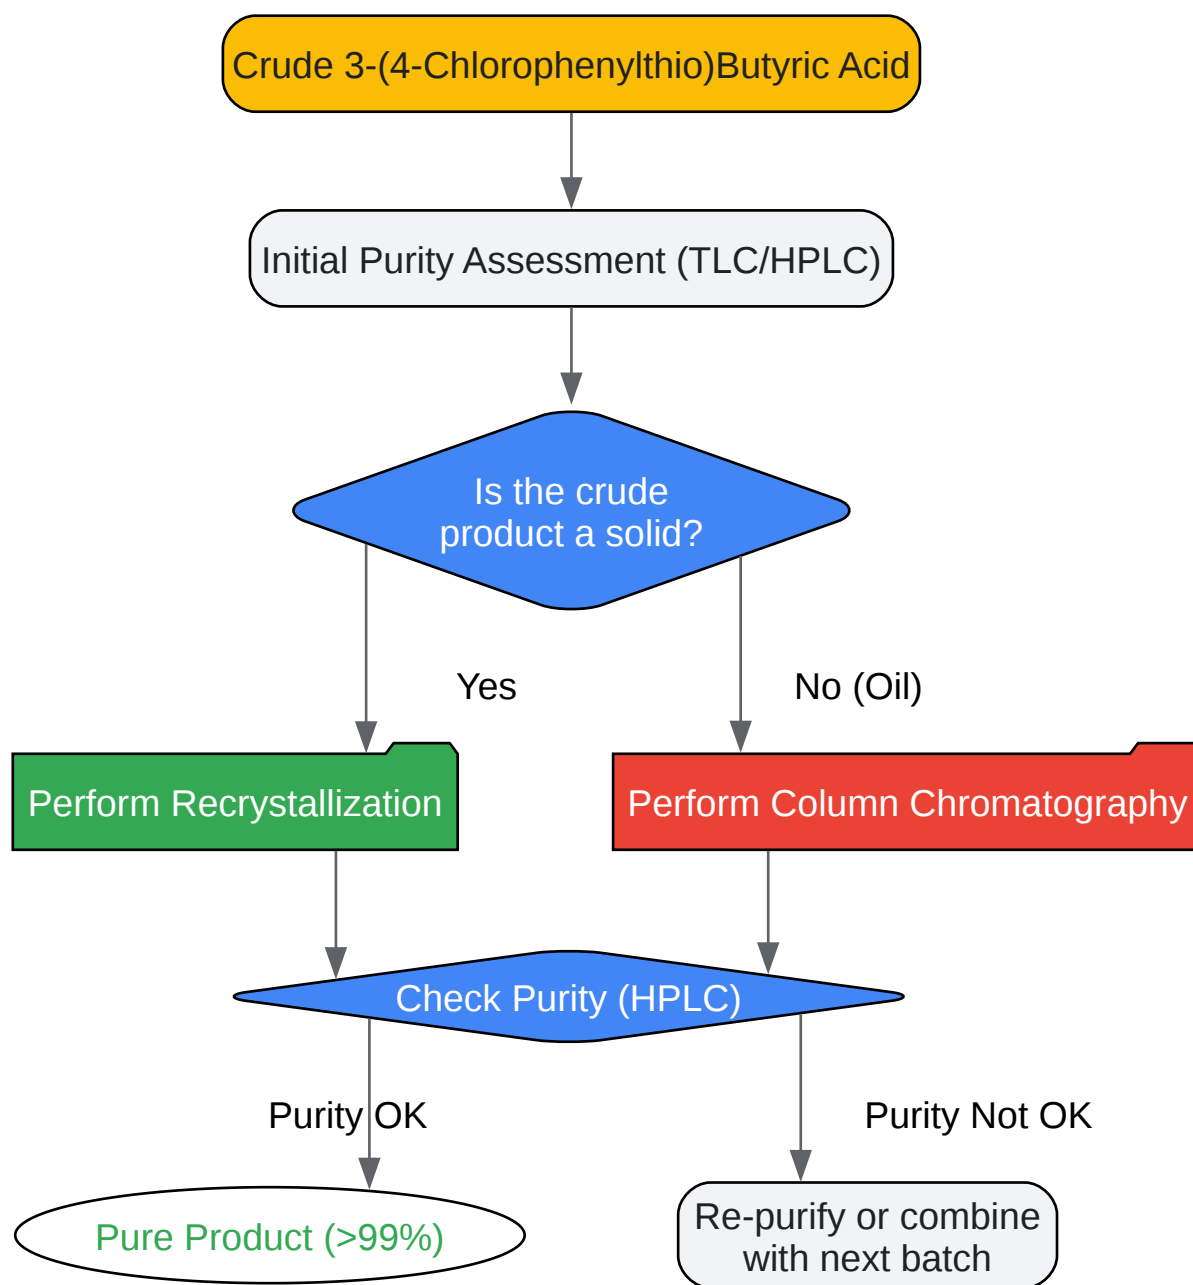 Crude 3-(4-Chlorophenylthio)Butyric Acid
Initial Purity Assessment (TLC/HPLC)
Is the crude
product a solid?
Yes
No (Oil)
Perform Recrystallization
Perform Column Chromatography
Check Purity (HPLC)
Purity OK
Purity Not OK
Pure Product (>99%)
Re-purify or combine
with next batch